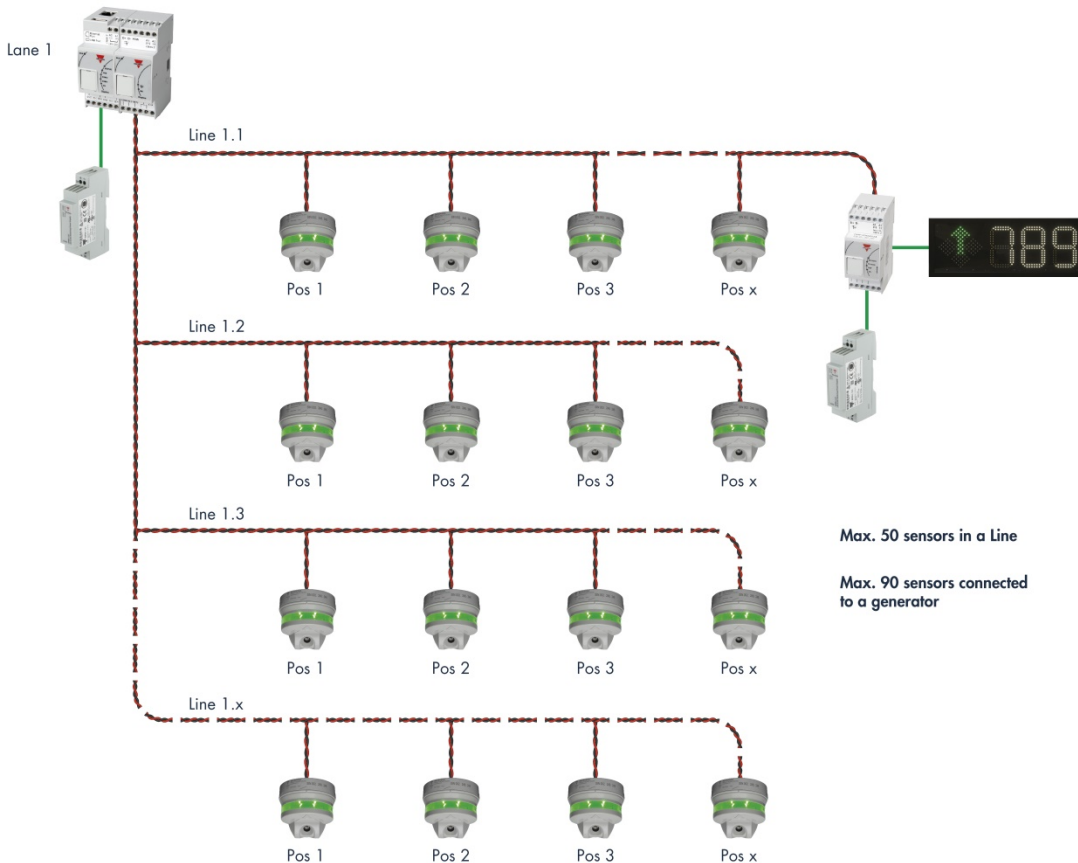 Lane 1
Line 1.1
Pos 1
Pos 2
Pos 3
Pos x
789
Line 1.2
Pos 1
Pos 2
Pos 3
Pos x
Line 1.3
Max. 50 sensors in a Line
Max. 90 sensors connected
to a generator
Pos 1
Pos 2
Pos 3
Pos x
Line 1.x
Pos 1
Pos 2
Pos 3
Pos x